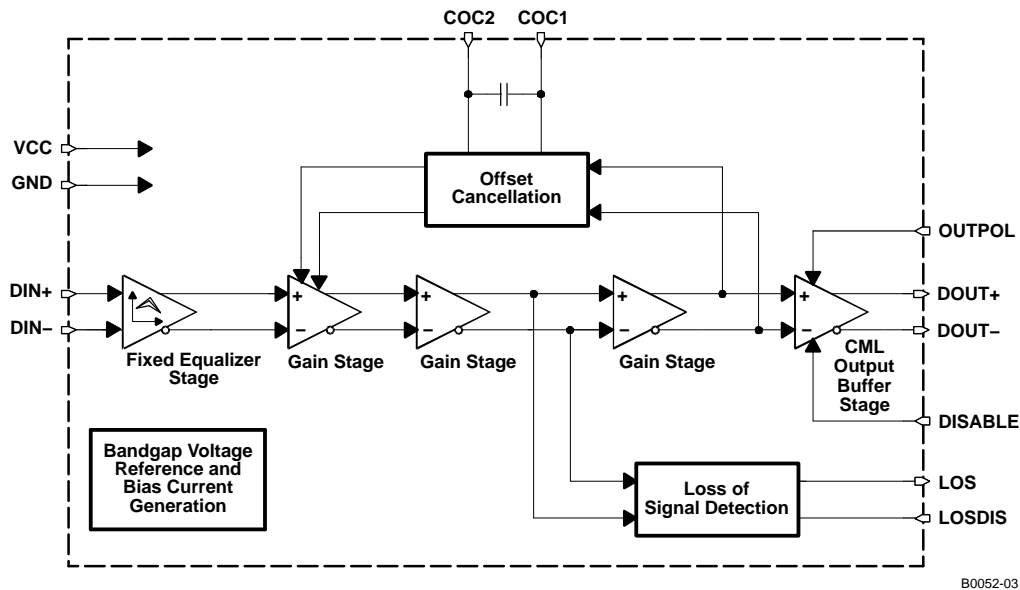 COC2
COC1
VCC
GND
Offset
Cancellation
OUTPOL
DIN+
+
+
+
+
DOUT+
DIN–
–
–
–
–
DOUT–
Fixed Equalizer
Stage
Gain Stage
Gain Stage
Gain Stage
CML
Output
Buffer
Stage
DISABLE
Bandgap Voltage
Reference and
Bias Current
Generation
Loss of
Signal Detection
LOS
LOSDIS
B0052-03